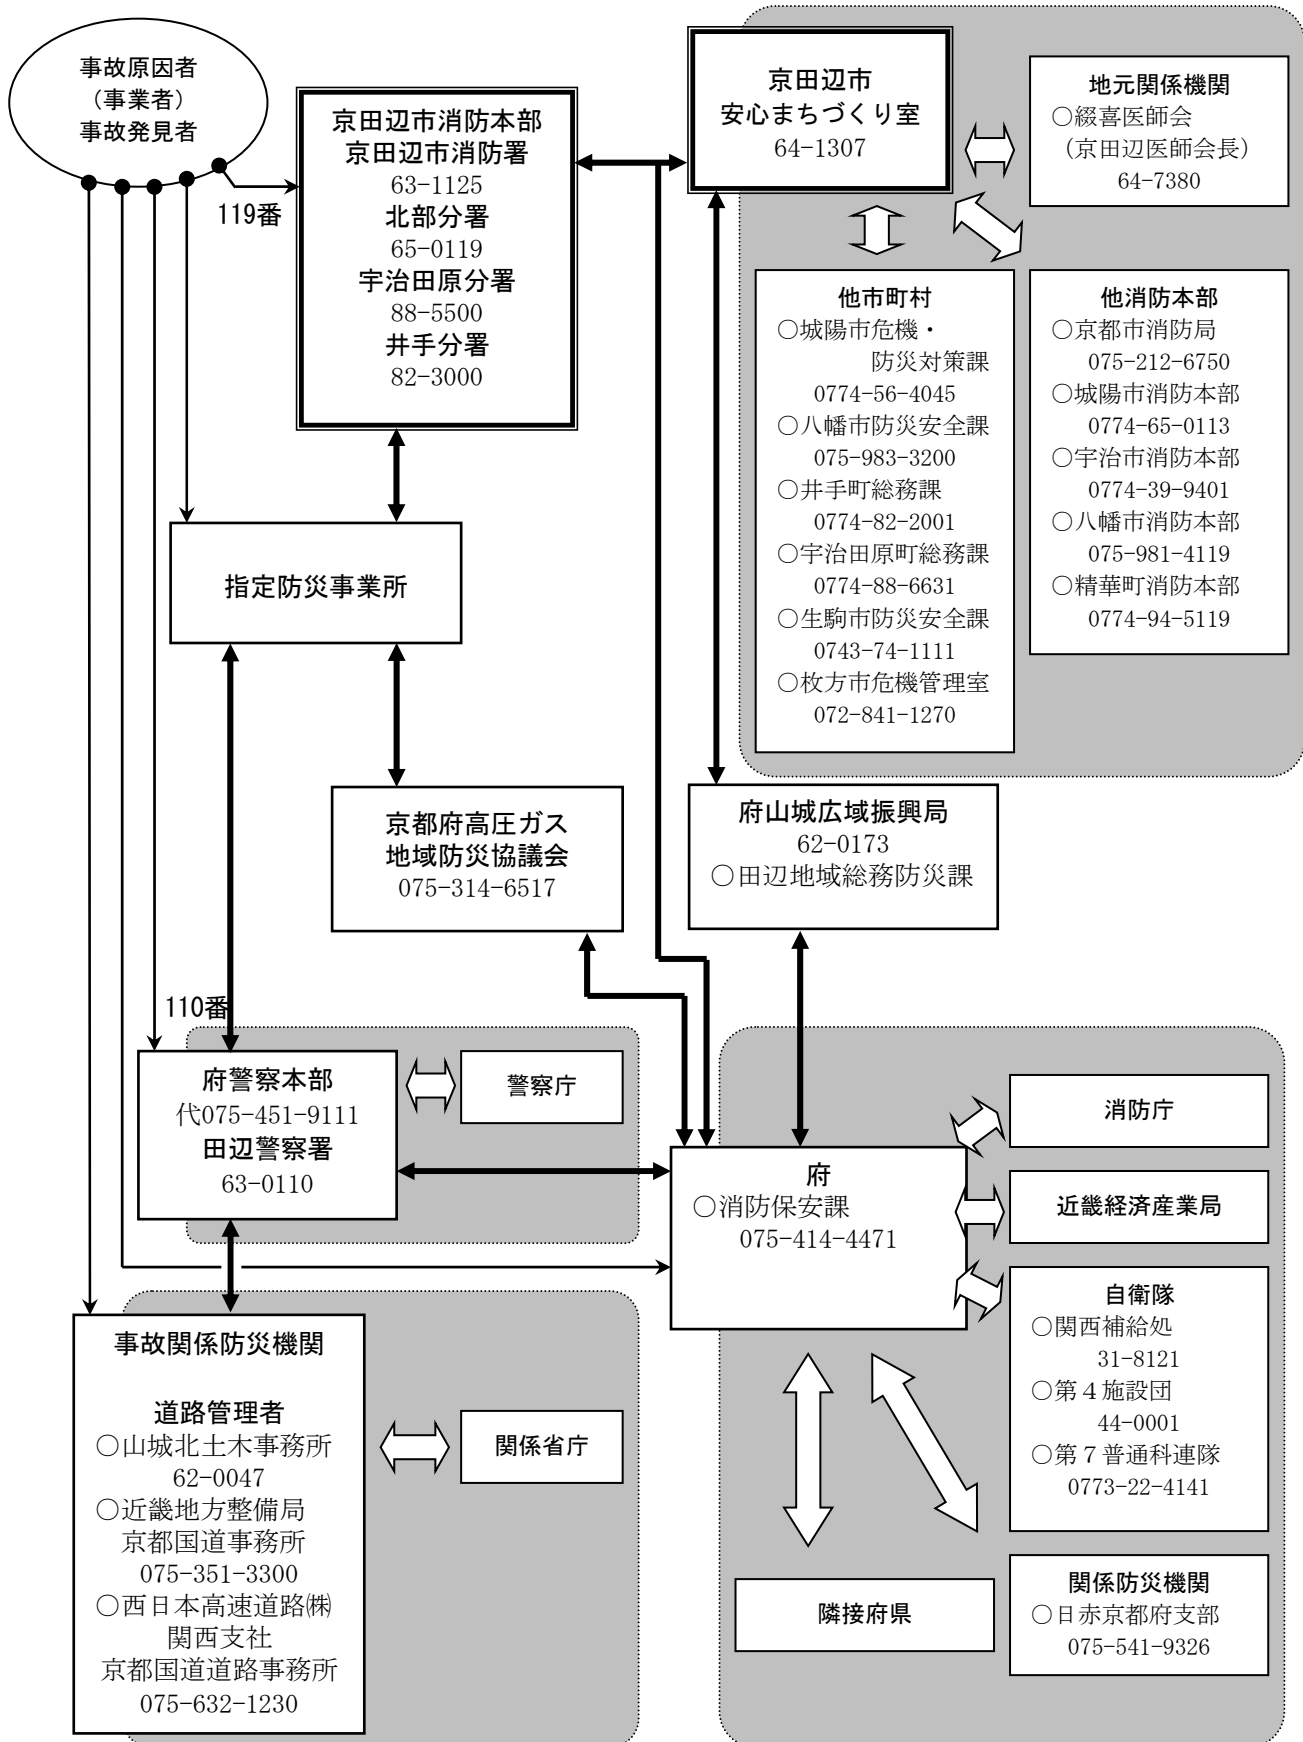 事故原因者
（事業者）
事故発見者
119番
京田辺市消防本部
京田辺市消防署
63-1125
北部分署
65-0119
宇治田原分署
88-5500
井手分署
82-3000
京田辺市
安心まちづくり室
64-1307
地元関係機関
○綴喜医師会
（京田辺医師会長）
64-7380
他市町村
○城陽市危機・
防災対策課
0774-56-4045
○八幡市防災安全課
075-983-3200
○井手町総務課
0774-82-2001
○宇治田原町総務課
0774-88-6631
○生駒市防災安全課
0743-74-1111
○枚方市危機管理室
072-841-1270
他消防本部
○京都市消防局
075-212-6750
○城陽市消防本部
0774-65-0113
○宇治市消防本部
0774-39-9401
○八幡市消防本部
075-981-4119
○精華町消防本部
0774-94-5119
指定防災事業所
京都府高圧ガス
地域防災協議会
075-314-6517
府山城広域振興局
62-0173
○田辺地域総務防災課
110番
府警察本部
代075-451-9111
田辺警察署
63-0110
警察庁
府
○消防保安課
075-414-4471
消防庁
近畿経済産業局
自衛隊
○関西補給処
31-8121
○第４施設団
44-0001
○第７普通科連隊
0773-22-4141
事故関係防災機関
道路管理者
○山城北土木事務所
62-0047
○近畿地方整備局
京都国道事務所
075-351-3300
○西日本高速道路㈱
関西支社
京都国道道路事務所
075-632-1230
関係省庁
隣接府県
関係防災機関
○日赤京都府支部
075-541-9326